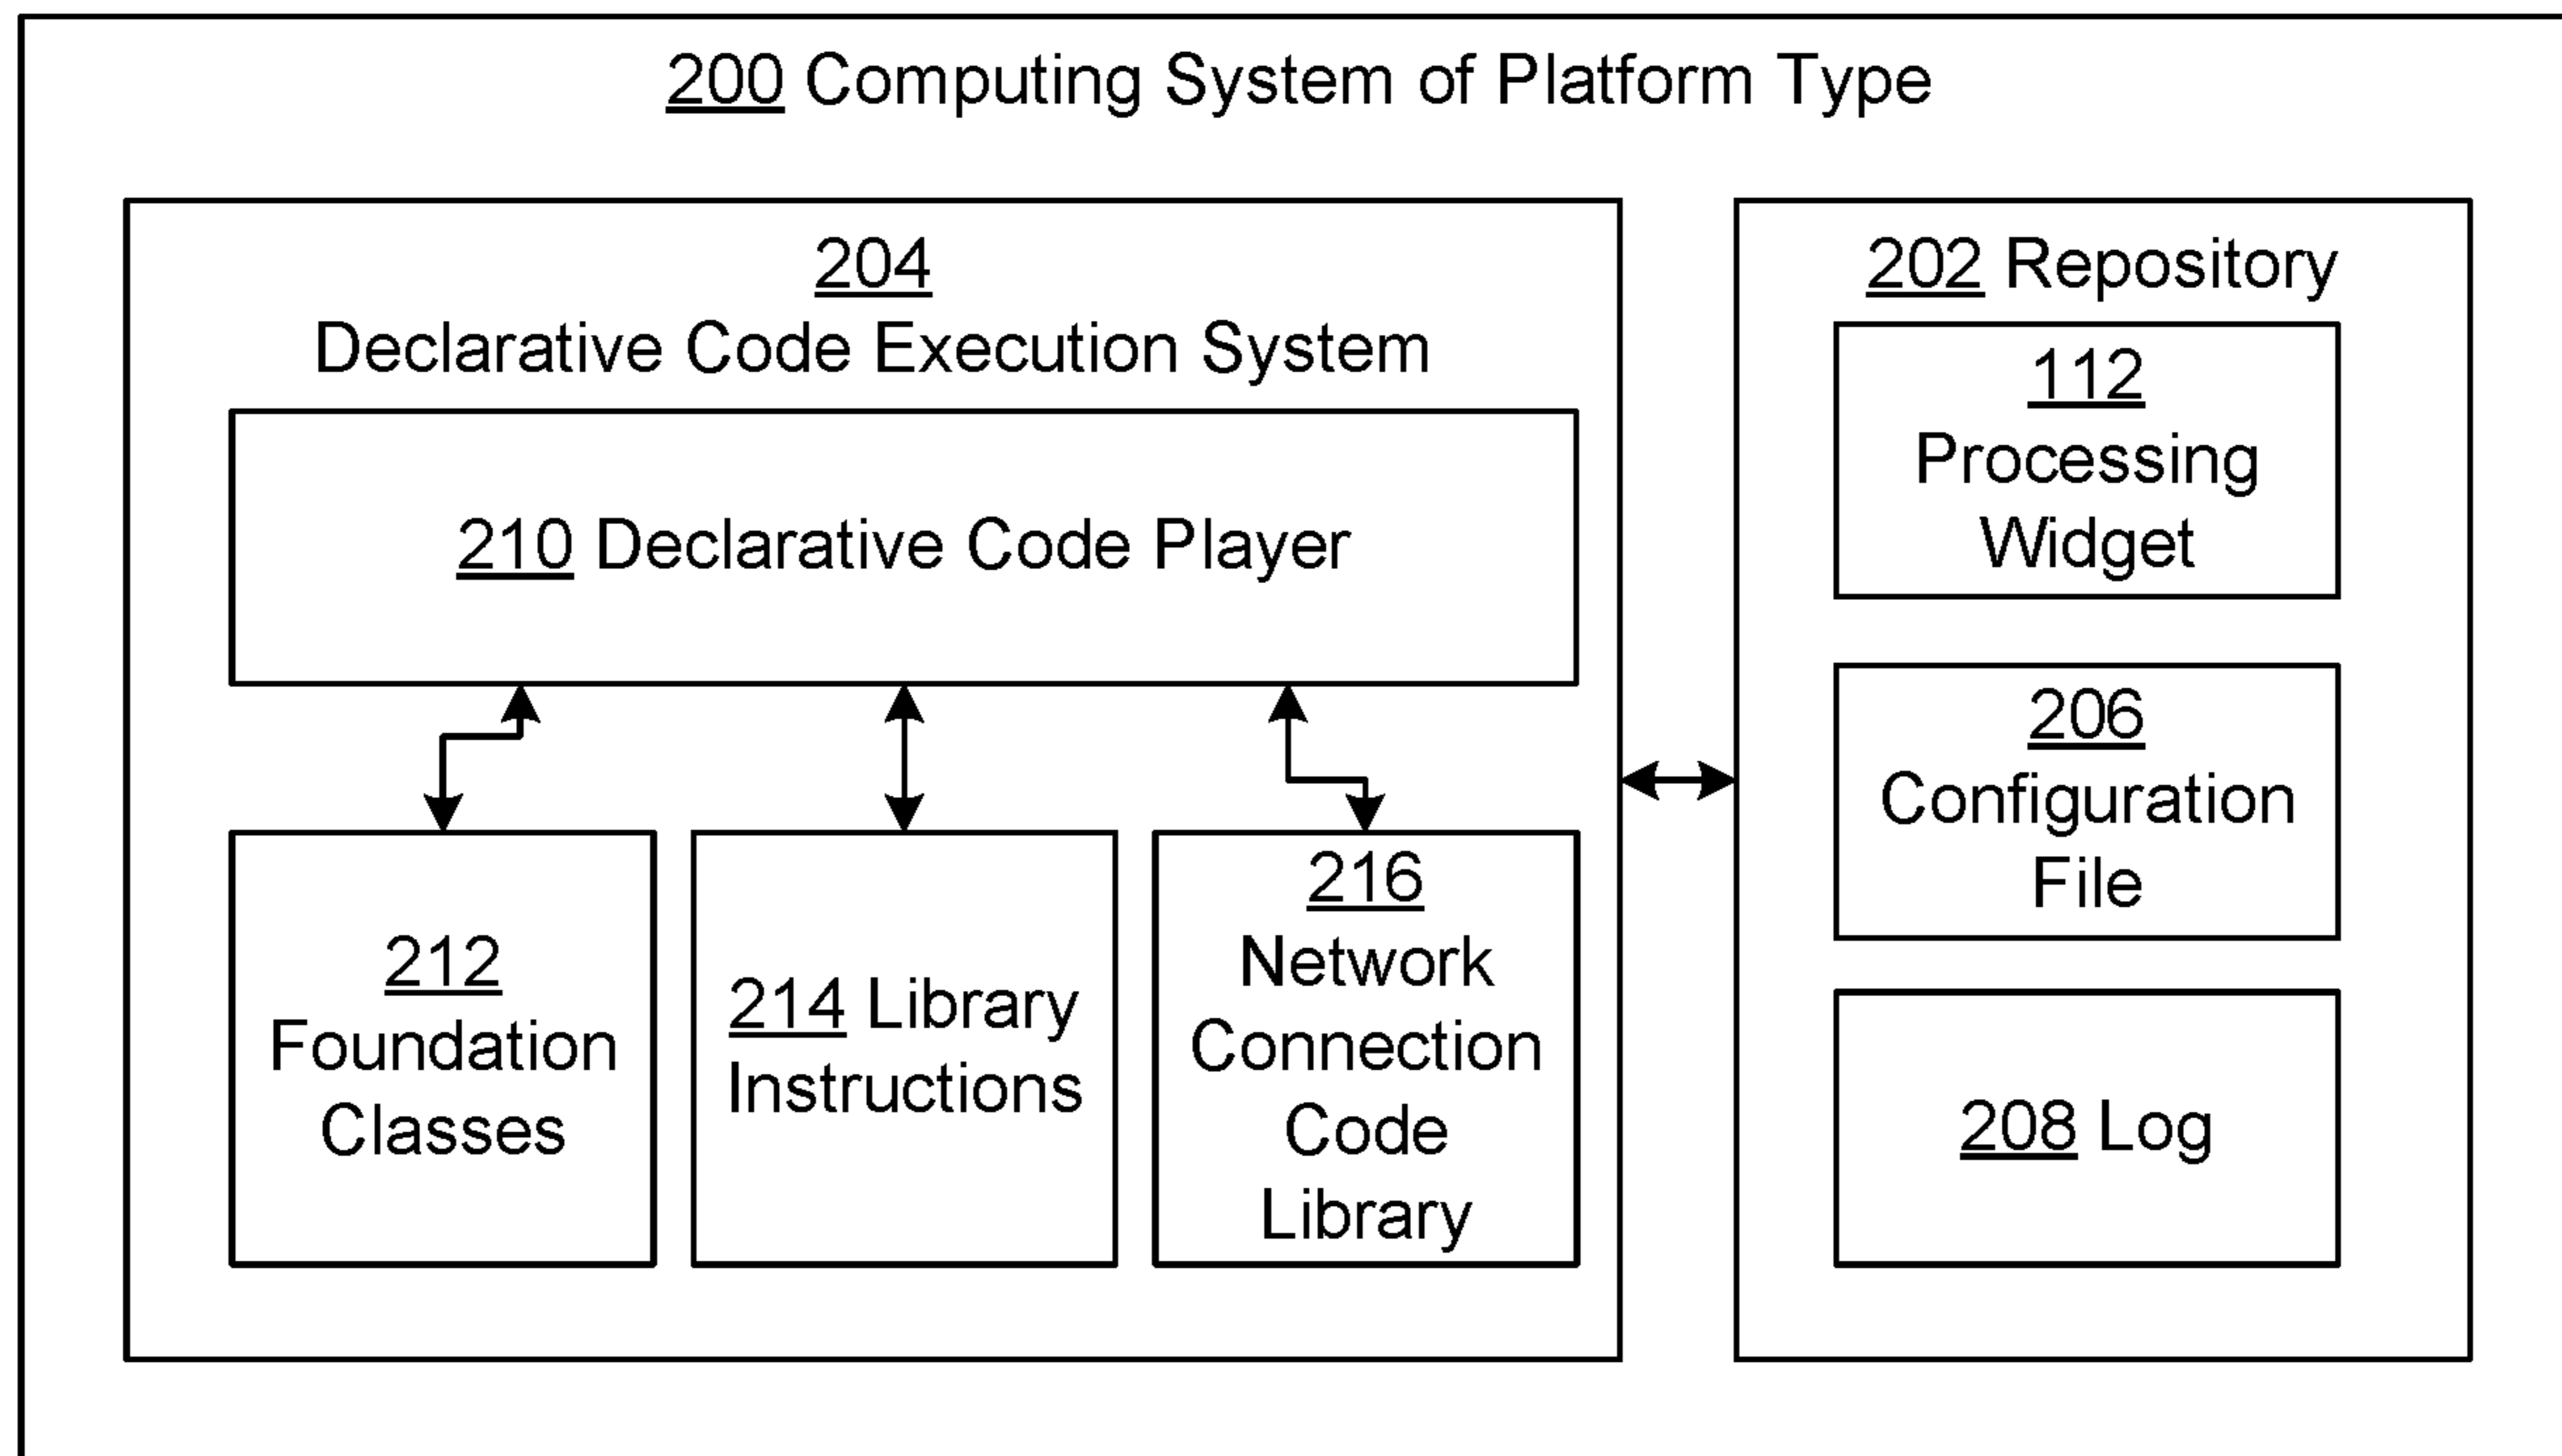 200 Computing System of Platform Type
204
Declarative Code Execution System
210 Declarative Code Player
212
Foundation
Classes
214 Library
Instructions
216
Network
Connection
Code
Library
202 Repository
112
Processing
Widget
206
Configuration
File
208 Log